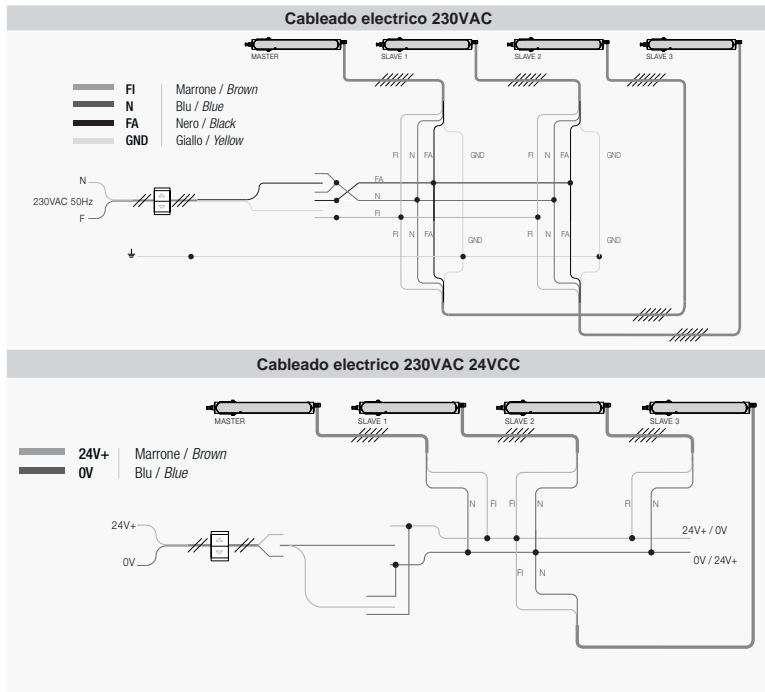 Cableado electrico 230VAC
MASTER
SLAVE 1
SLAVE 2
SLAVE 3
FI Marrone / Brown
N Blu / Blue
FA Nero / Black
GND Giallo / Yellow
FI N FA GND
FI N FA GND
N
230VAC 50Hz
F
FA
N
FI
FI N FA GND
FI N FA GND
Cableado electrico 230VAC 24VCC
MASTER
SLAVE 1
SLAVE 2
SLAVE 3
24V+ Marrone / Brown
0V Blu / Blue
N FI FI N FI N
24V+
0V
24V+ / 0V
0V / 24V+
FI N